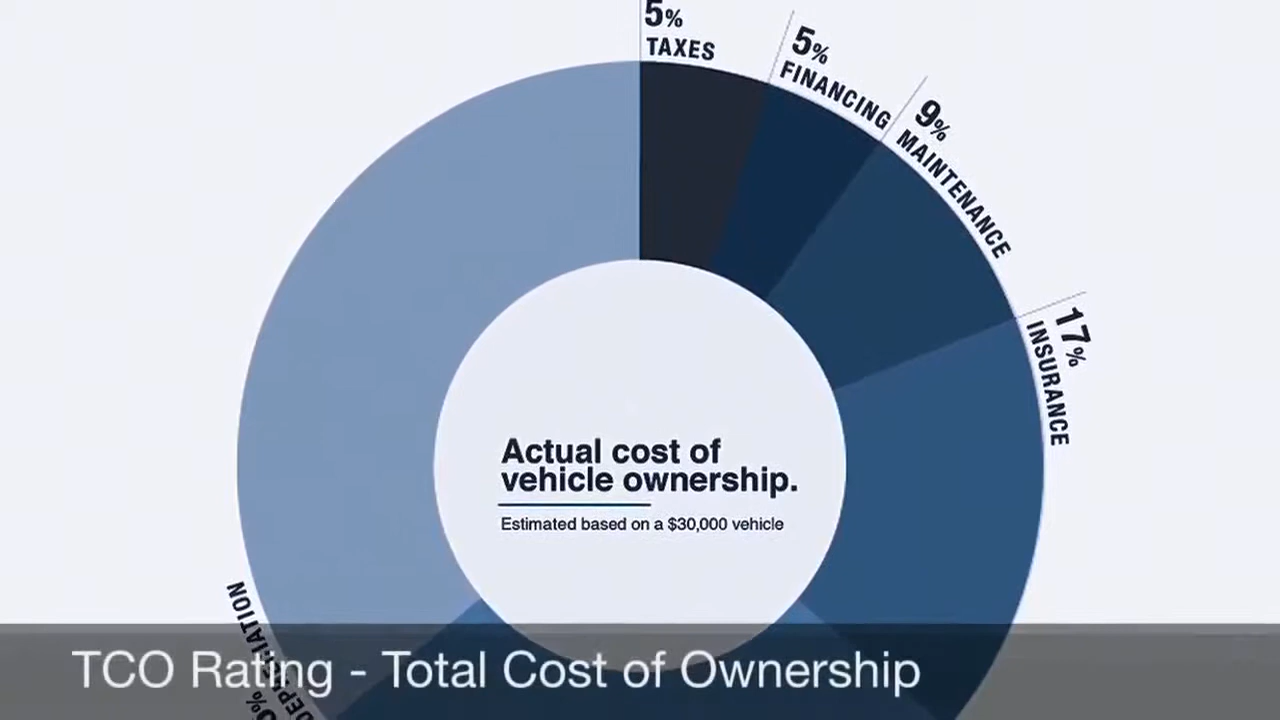 5%
TAXES
5%
FINANCING
9%
MAINTENANCE
17%
INSURANCE
Actual cost of
vehicle ownership.
Estimated based on a $30,000 vehicle
DEPRECIATION
TCO Rating - Total Cost of Ownership